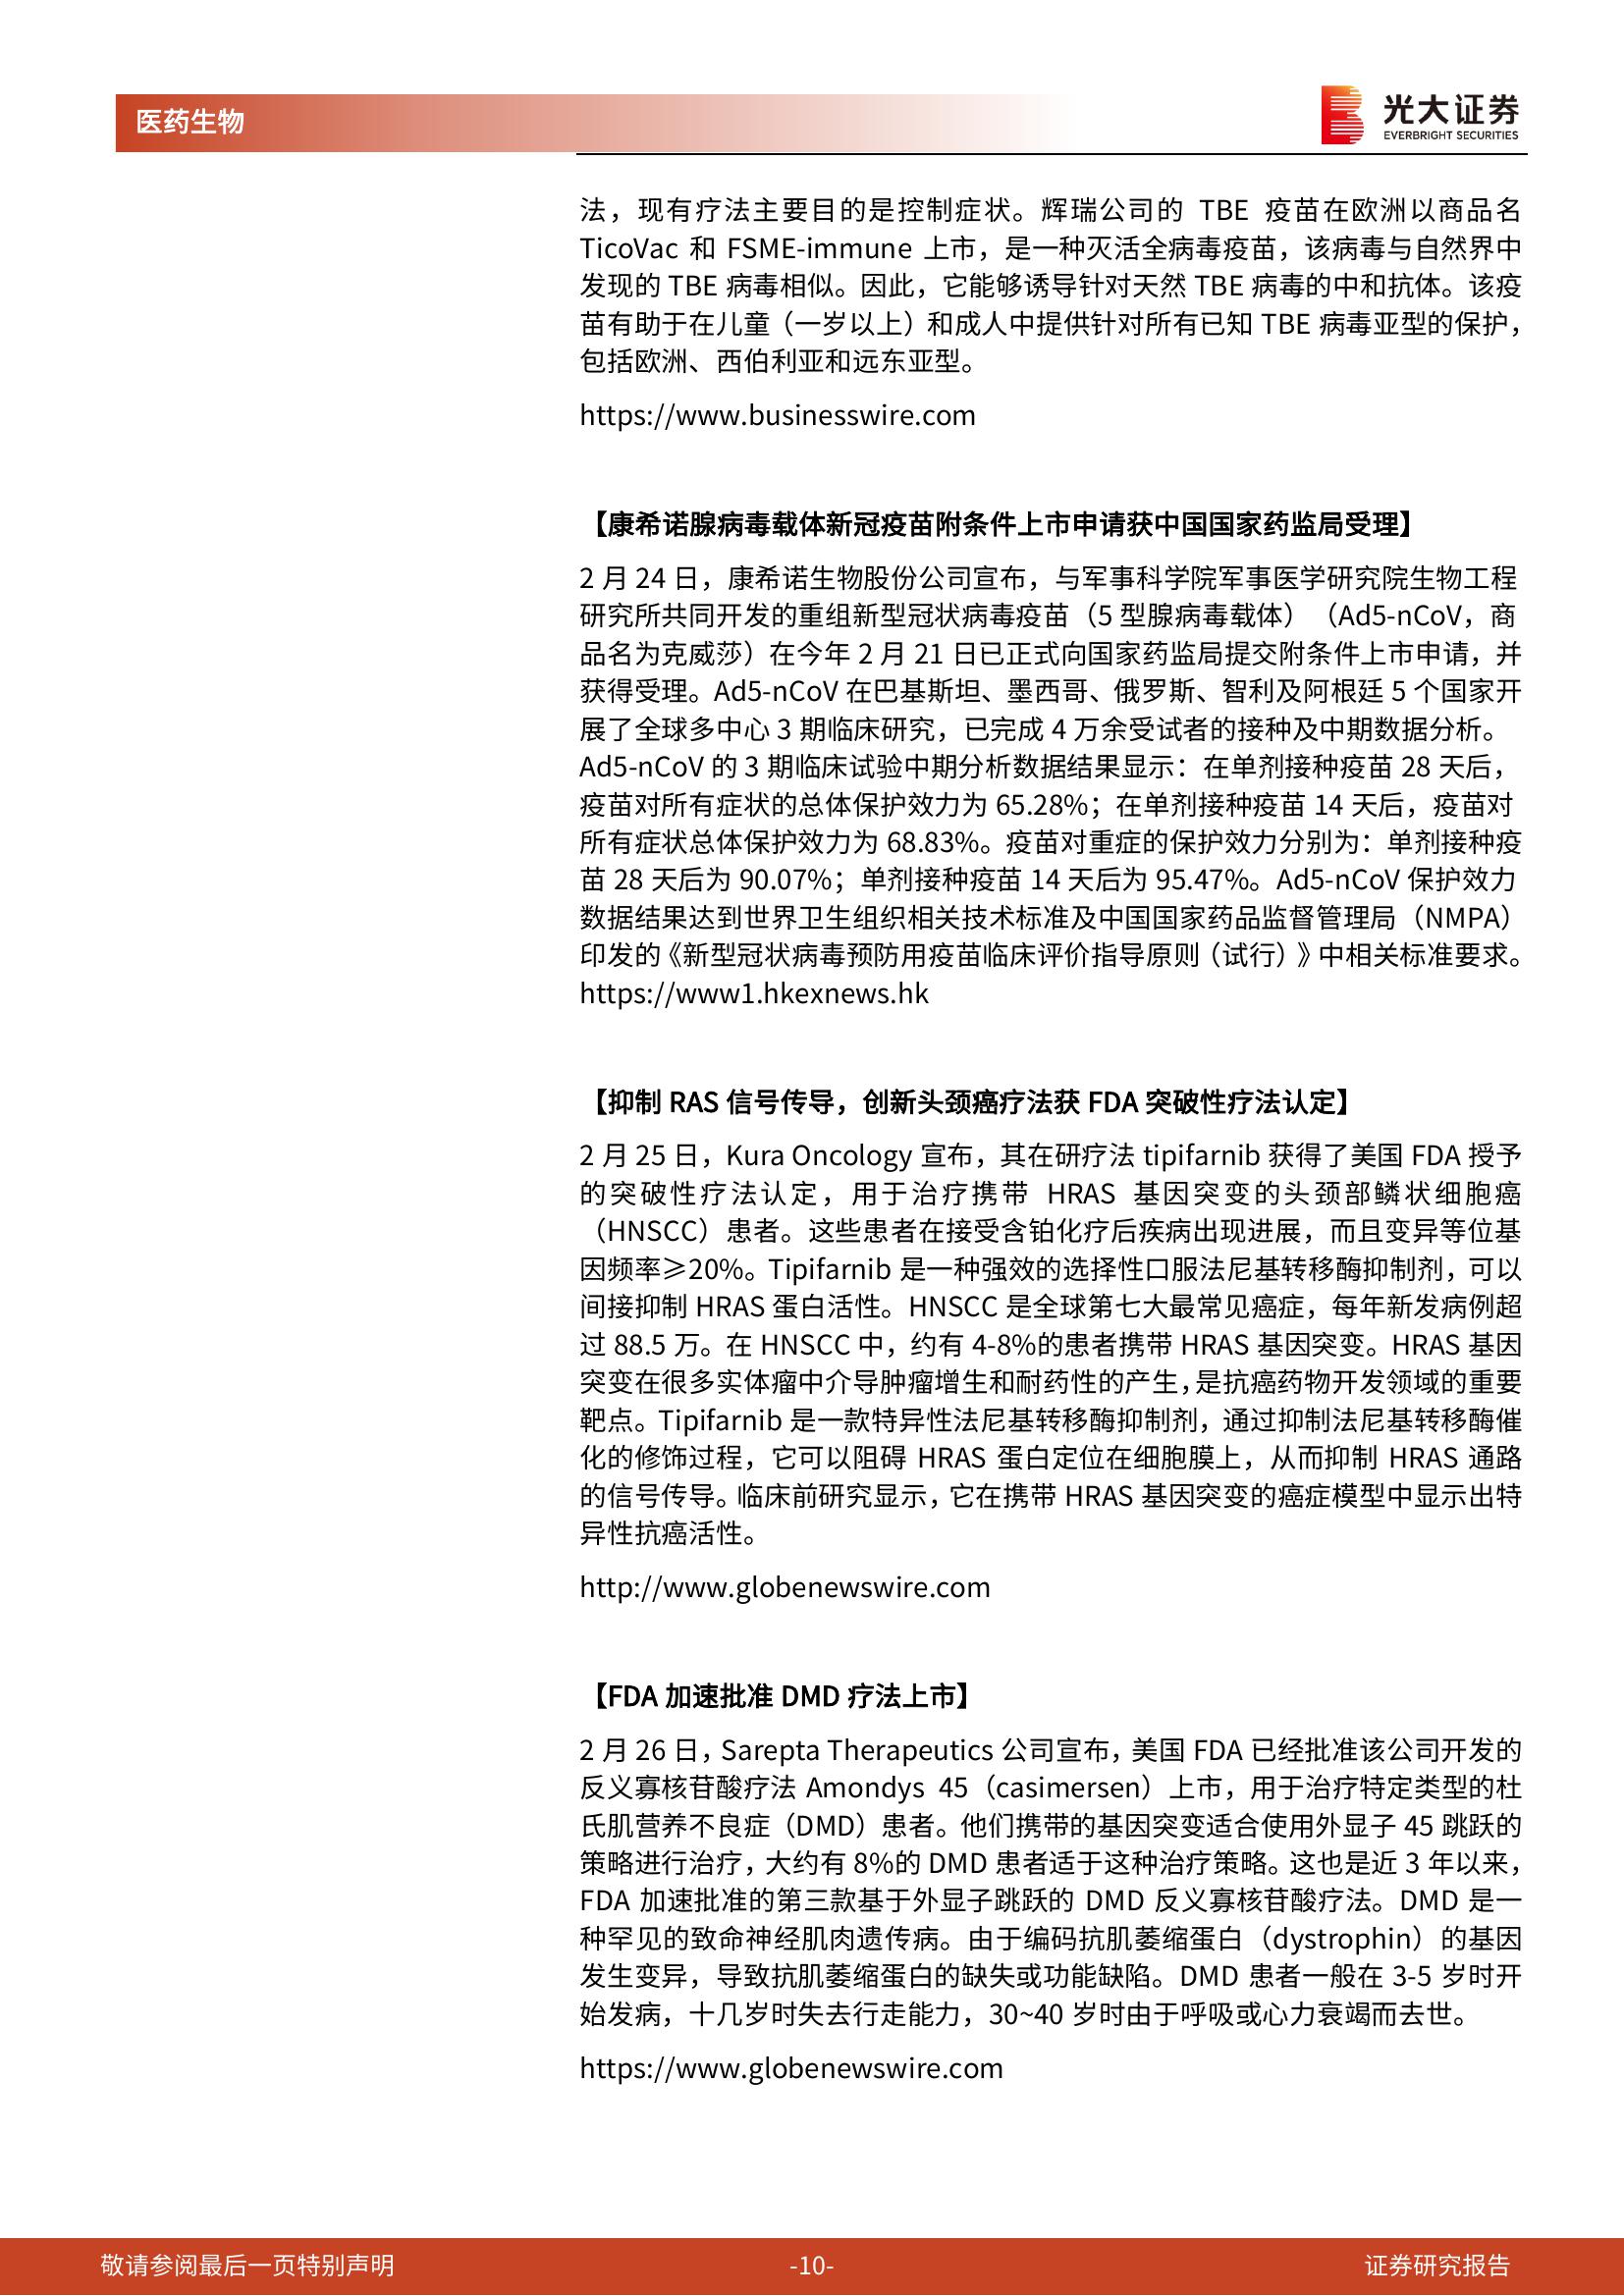 医药生物
光大证券
EVERBRIGHT SECURITIES
法，现有疗法主要目的是控制症状。辉瑞公司的 TBE 疫苗在欧洲以商品名
TicoVac 和 FSME-immune 上市，是一种灭活全病毒疫苗，该病毒与自然界中
发现的 TBE 病毒相似。因此，它能够诱导针对天然 TBE 病毒的中和抗体。该疫
苗有助于在儿童（一岁以上）和成人中提供针对所有已知 TBE 病毒亚型的保护，
包括欧洲、西伯利亚和远东亚型。
https://www.businesswire.com
【康希诺腺病毒载体新冠疫苗附条件上市申请获中国国家药监局受理】
2 月 24 日，康希诺生物股份公司宣布，与军事科学院军事医学研究院生物工程
研究所共同开发的重组新型冠状病毒疫苗（5 型腺病毒载体）（Ad5-nCoV，商
品名为克威莎）在今年 2 月 21 日已正式向国家药监局提交附条件上市申请，并
获得受理。Ad5-nCoV 在巴基斯坦、墨西哥、俄罗斯、智利及阿根廷 5 个国家开
展了全球多中心 3 期临床研究，已完成 4 万余受试者的接种及中期数据分析。
Ad5-nCoV 的 3 期临床试验中期分析数据结果显示：在单剂接种疫苗 28 天后，
疫苗对所有症状的总体保护效力为 65.28%；在单剂接种疫苗 14 天后，疫苗对
所有症状总体保护效力为 68.83%。疫苗对重症的保护效力分别为：单剂接种疫
苗 28 天后为 90.07%；单剂接种疫苗 14 天后为 95.47%。Ad5-nCoV 保护效力
数据结果达到世界卫生组织相关技术标准及中国国家药品监督管理局（NMPA）
印发的《新型冠状病毒预防用疫苗临床评价指导原则（试行）》中相关标准要求。
https://www1.hkexnews.hk
【抑制 RAS 信号传导，创新头颈癌疗法获 FDA 突破性疗法认定】
2 月 25 日，Kura Oncology 宣布，其在研疗法 tipifarnib 获得了美国 FDA 授予
的突破性疗法认定，用于治疗携带 HRAS 基因突变的头颈部鳞状细胞癌
（HNSCC）患者。这些患者在接受含铂化疗后疾病出现进展，而且变异等位基
因频率≥20%。Tipifarnib 是一种强效的选择性口服法尼基转移酶抑制剂，可以
间接抑制 HRAS 蛋白活性。HNSCC 是全球第七大最常见癌症，每年新发病例超
过 88.5 万。在 HNSCC 中，约有 4-8%的患者携带 HRAS 基因突变。HRAS 基因
突变在很多实体瘤中介导肿瘤增生和耐药性的产生，是抗癌药物开发领域的重要
靶点。Tipifarnib 是一款特异性法尼基转移酶抑制剂，通过抑制法尼基转移酶催
化的修饰过程，它可以阻碍 HRAS 蛋白定位在细胞膜上，从而抑制 HRAS 通路
的信号传导。临床前研究显示，它在携带 HRAS 基因突变的癌症模型中显示出特
异性抗癌活性。
http://www.globenewswire.com
【FDA 加速批准 DMD 疗法上市】
2 月 26 日，Sarepta Therapeutics 公司宣布，美国 FDA 已经批准该公司开发的
反义寡核苷酸疗法 Amondys 45（casimersen）上市，用于治疗特定类型的杜
氏肌营养不良症（DMD）患者。他们携带的基因突变适合使用外显子 45 跳跃的
策略进行治疗，大约有 8%的 DMD 患者适于这种治疗策略。这也是近 3 年以来，
FDA 加速批准的第三款基于外显子跳跃的 DMD 反义寡核苷酸疗法。DMD 是一
种罕见的致命神经肌肉遗传病。由于编码抗肌萎缩蛋白（dystrophin）的基因
发生变异，导致抗肌萎缩蛋白的缺失或功能缺陷。DMD 患者一般在 3-5 岁时开
始发病，十几岁时失去行走能力，30~40 岁时由于呼吸或心力衰竭而去世。
https://www.globenewswire.com
敬请参阅最后一页特别声明
-10-
证券研究报告